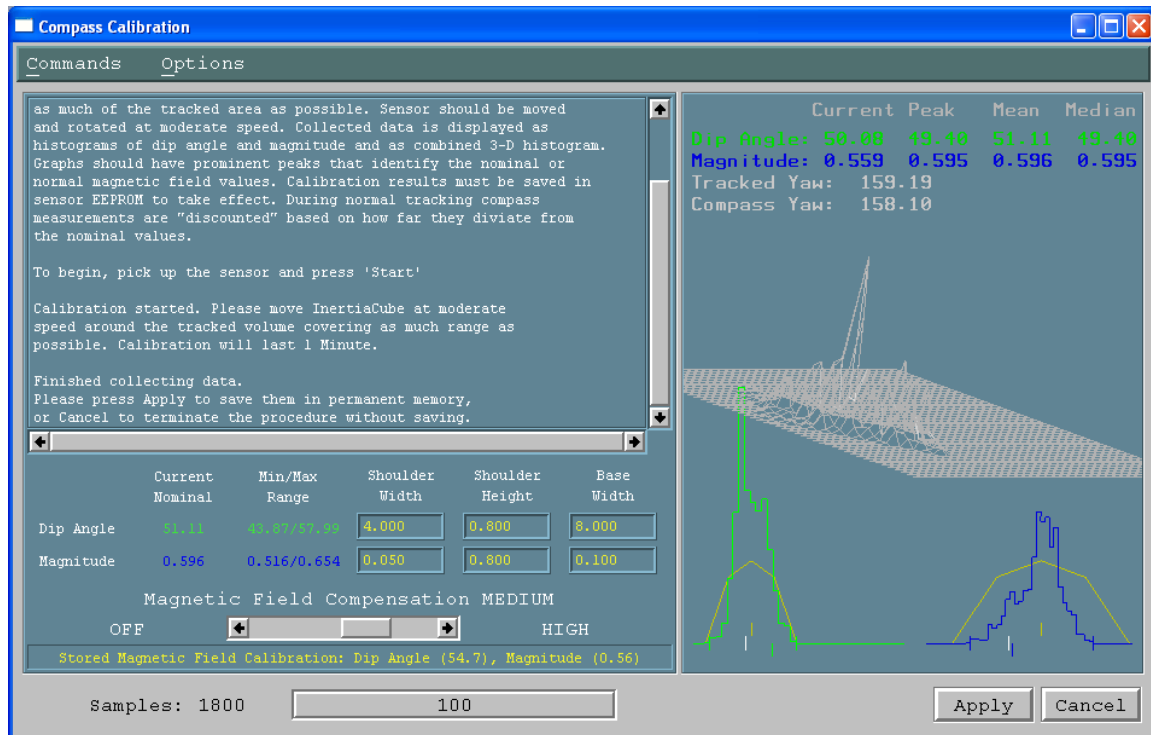 Compass Calibration
Commands Options
as much of the tracked area as possible. Sensor should be moved
and rotated at moderate speed. Collected data is displayed as
histograms of dip angle and magnitude and as combined 3-D histogram.
Graphs should have prominent peaks that identify the nominal or
normal magnetic field values. Calibration results must be saved in
sensor EEPROM to take effect. During normal tracking compass
measurements are "discounted" based on how far they diviate from
the nominal values.
To begin, pick up the sensor and press 'Start'
Calibration started. Please move InertiaCube at moderate
speed around the tracked volume covering as much range as
possible. Calibration will last 1 Minute.
Finished collecting data.
Please press Apply to save them in permanent memory,
or Cancel to terminate the procedure without saving.
Current Peak Mean Median
Dip Angle: 50.08 49.40 51.11 49.40
Magnitude: 0.559 0.595 0.596 0.595
Tracked Yaw: 159.19
Compass Yaw: 158.10
Current Min/Max Shoulder Shoulder Base
Nominal Range Width Height Width
Dip Angle 51.11 43.87/57.99 4.000 0.800 8.000
Magnitude 0.596 0.516/0.654 0.050 0.800 0.100
Magnetic Field Compensation MEDIUM
OFF HIGH
Stored Magnetic Field Calibration: Dip Angle (54.7), Magnitude (0.56)
Samples: 1800 100 Apply Cancel